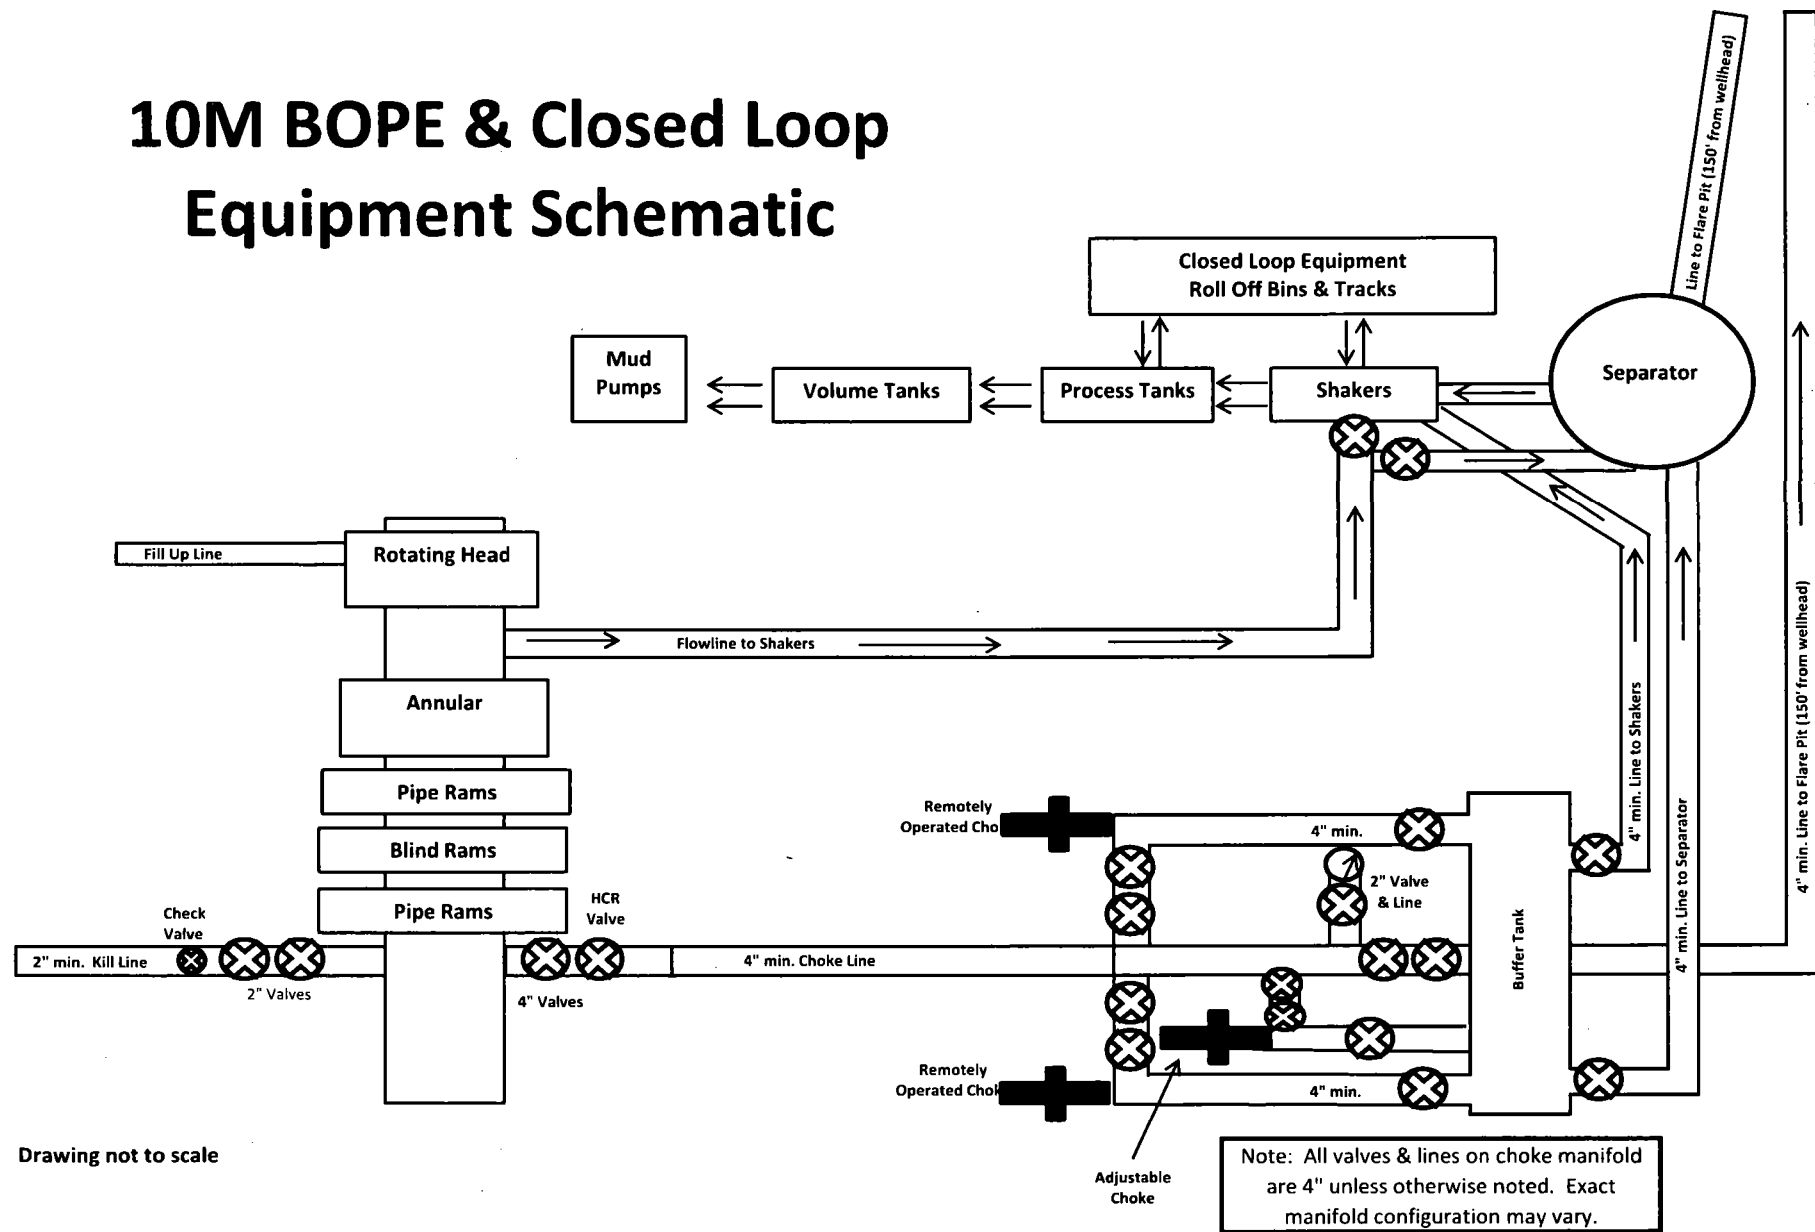 10M BOPE & Closed Loop
Equipment Schematic
Line to Flare Pit (150' from wellhead)
Closed Loop Equipment
Roll Off Bins & Tracks
Mud
Pumps
Volume Tanks
Process Tanks
Shakers
Separator
Fill Up Line
Rotating Head
Flowline to Shakers
Annular
Pipe Rams
Blind Rams
Pipe Rams
Check
Valve
HCR
Valve
2" min. Kill Line
2" Valves
4" Valves
4" min. Choke Line
Remotely
Operated Cho
4" min.
2" Valve
& Line
Buffer Tank
4" min. Line to Shakers
4" min. Line to Separator
4" min. Line to Flare Pit (150' from wellhead)
Remotely
Operated Chok
4" min.
Adjustable
Choke
Drawing not to scale
Note: All valves & lines on choke manifold
are 4" unless otherwise noted. Exact
manifold configuration may vary.